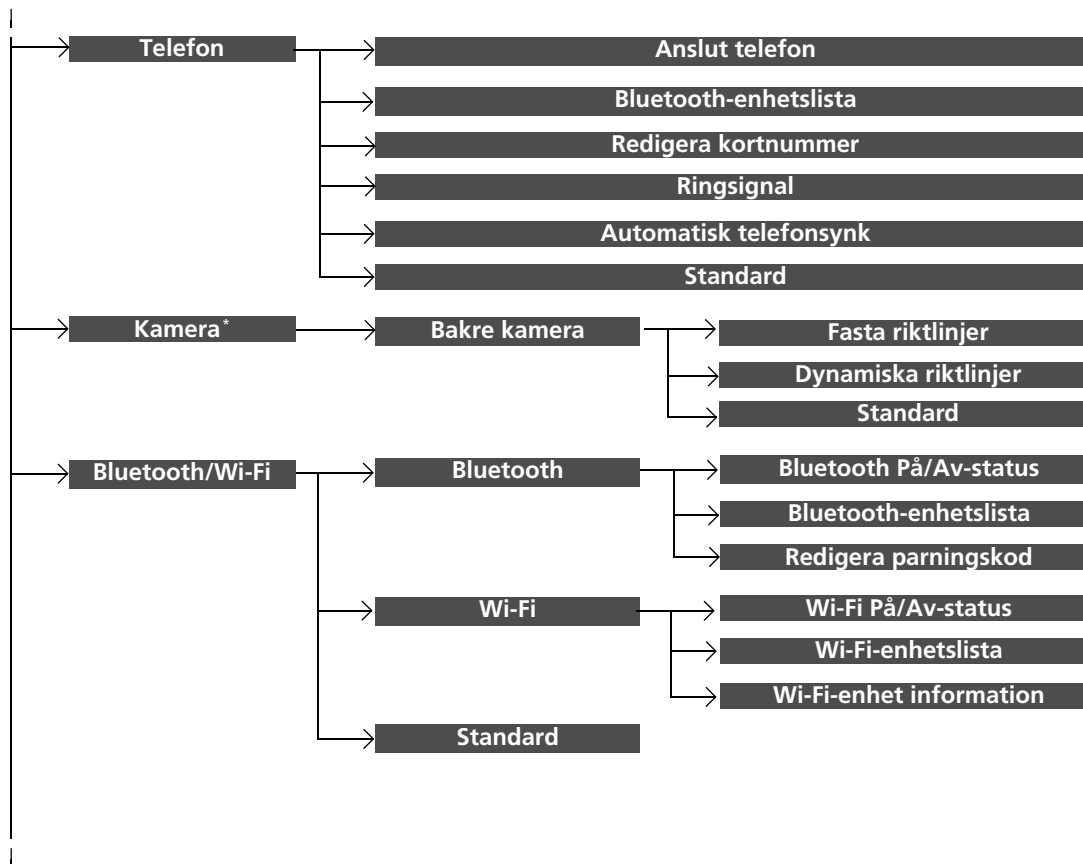 Telefon
Anslut telefon
Bluetooth-enhetslista
Redigera kortnummer
Ringsignal
Automatisk telefonsynk
Standard
Kamera*
Bakre kamera
Fasta riktlinjer
Dynamiska riktlinjer
Standard
Bluetooth/Wi-Fi
Bluetooth
Bluetooth På/Av-status
Bluetooth-enhetslista
Redigera parningskod
Wi-Fi
Wi-Fi På/Av-status
Wi-Fi-enhetslista
Wi-Fi-enhet information
Standard